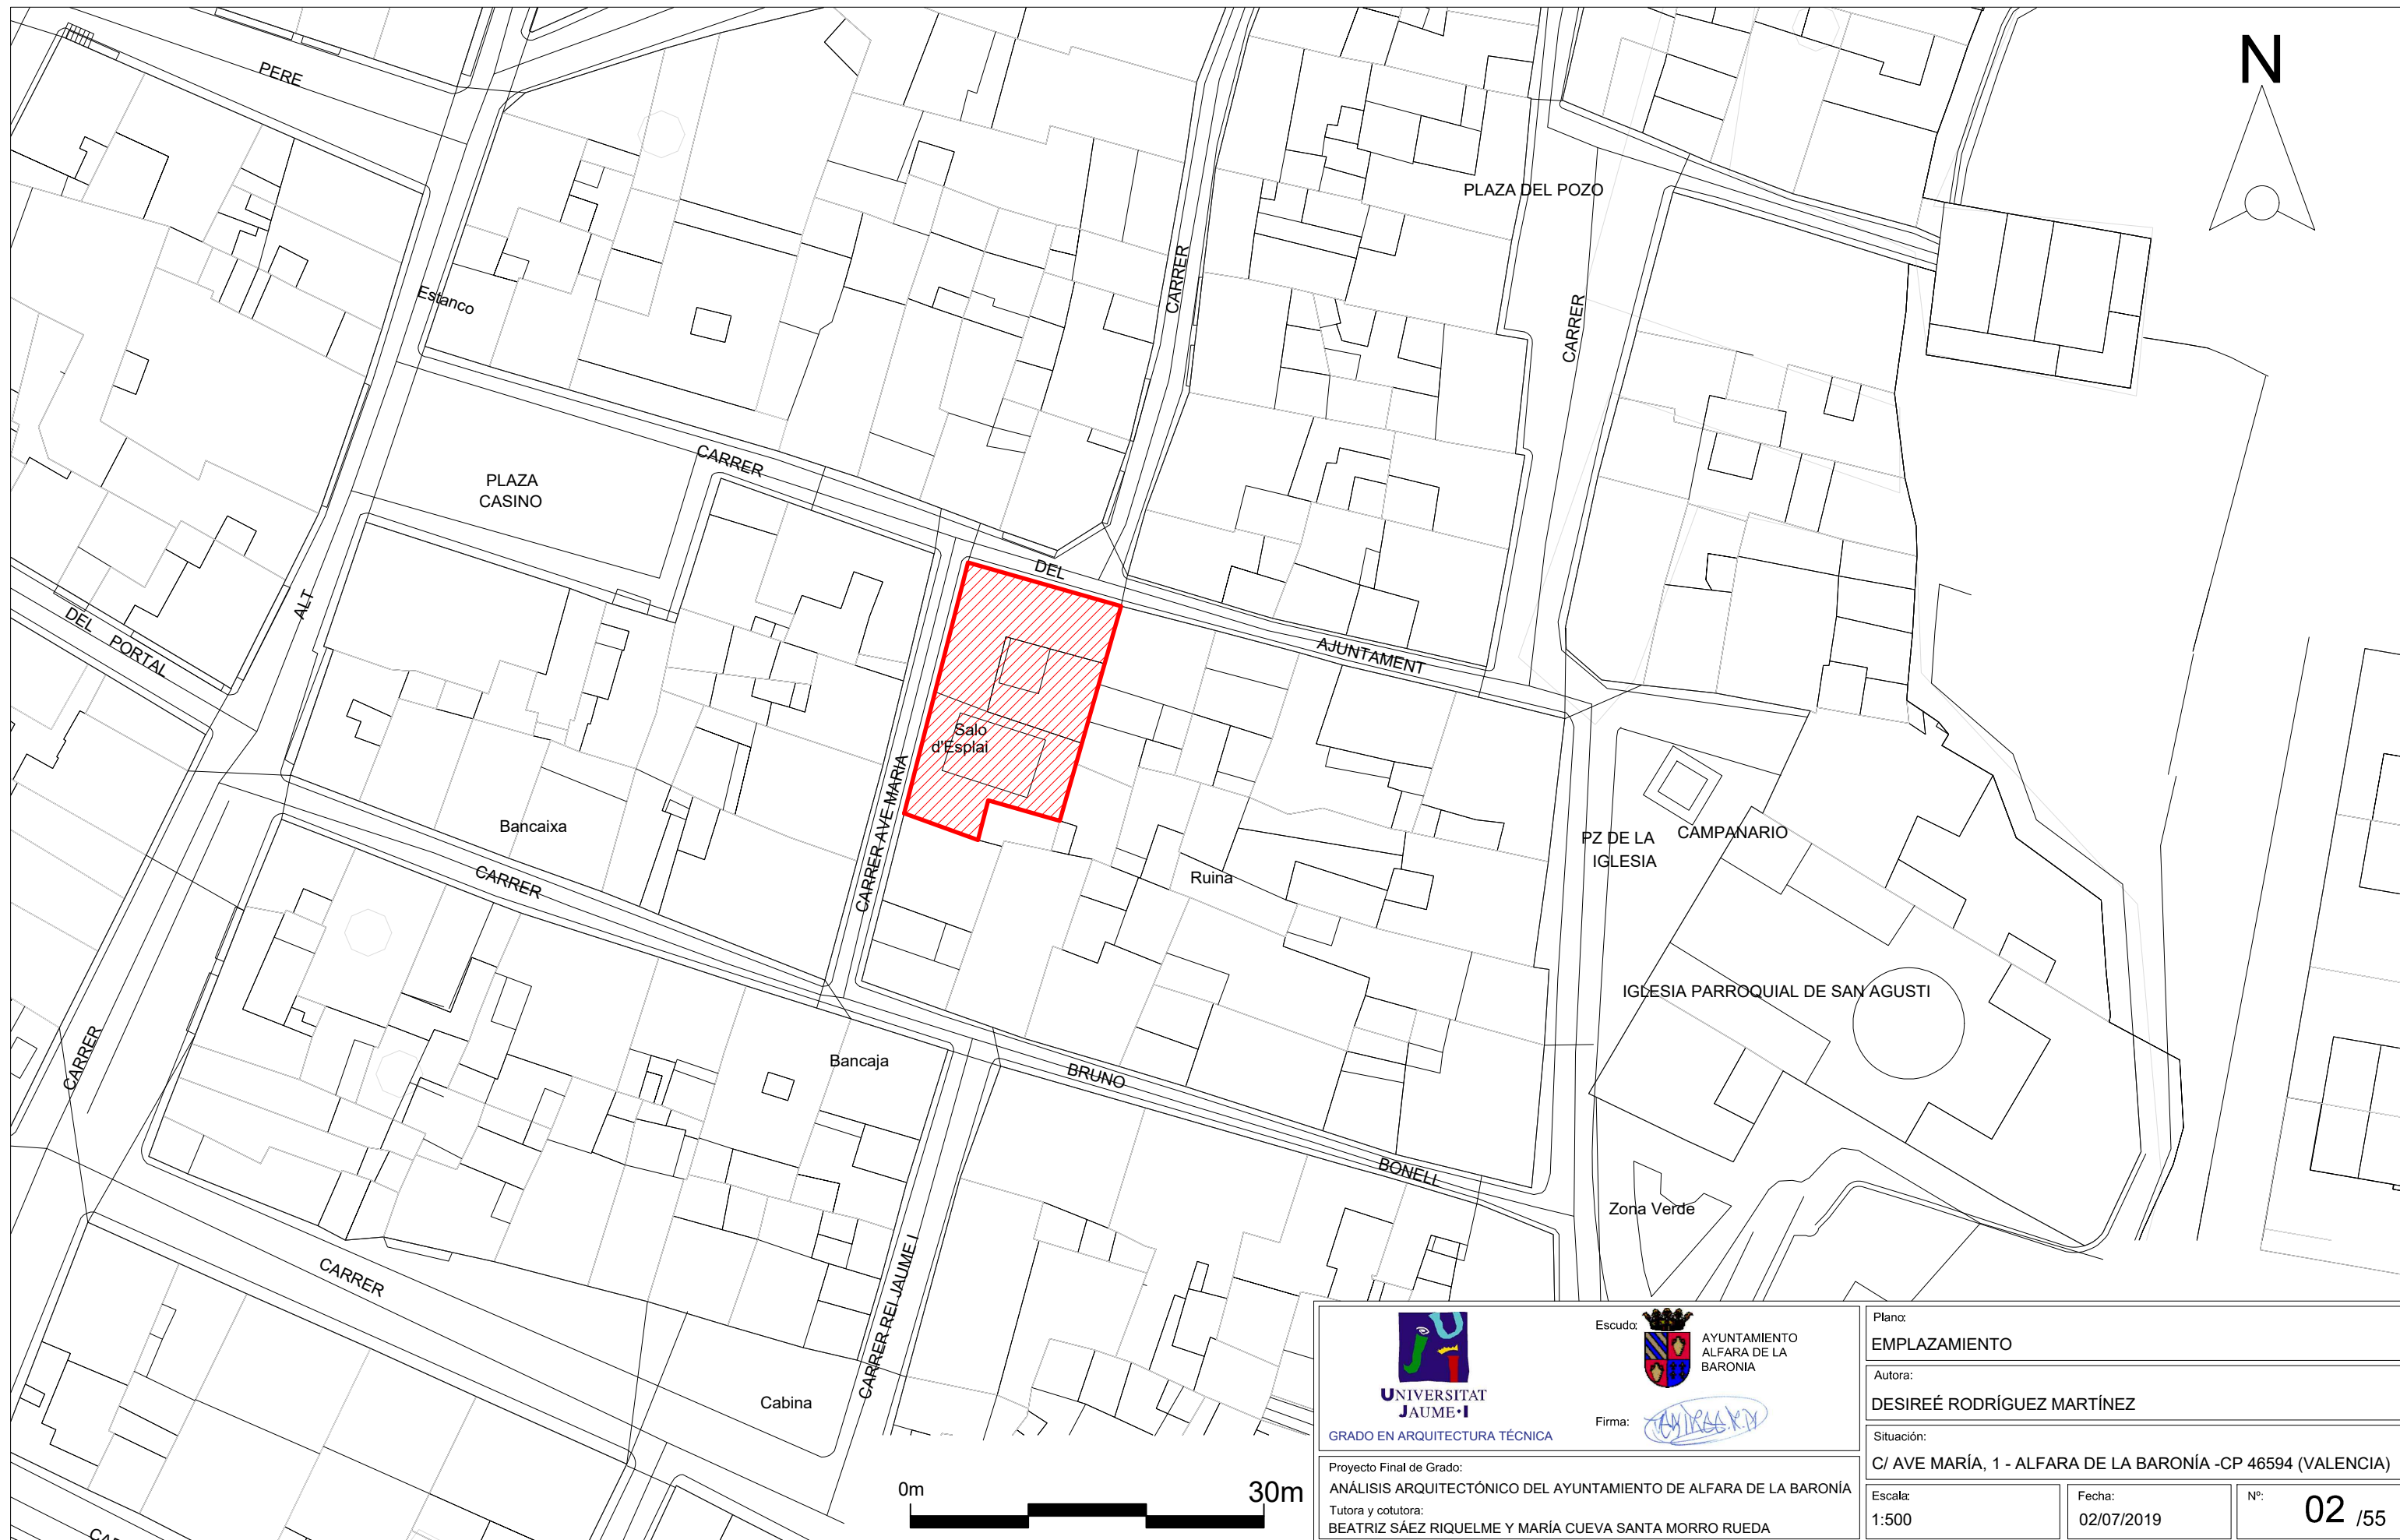 N
PERE
PLAZA DEL POZO
CARRER
CARRER
Estanco
CARRER
PLAZA
CASINO
DEL
ALT
DEL PORTAL
AJUNTAMENT
Salo
d'Esplai
CARRER AVE MARIA
Bancaixa
CAMPANARIO
PZ DE LA
IGLESIA
CARRER
Ruina
IGLESIA PARROQUIAL DE SAN AGUSTI
CARRER
Bancaja
BRUNO
BONELL
Zona Verde
CARRER
CARRER REI JAUME I
Cabina
0m 30m
UNIVERSITAT
JAUME·I
GRADO EN ARQUITECTURA TÉCNICA
Escudo:
AYUNTAMIENTO
ALFARA DE LA
BARONIA
Firma:
Proyecto Final de Grado:
ANÁLISIS ARQUITECTÓNICO DEL AYUNTAMIENTO DE ALFARA DE LA BARONÍA
Tutora y cotutora:
BEATRIZ SÁEZ RIQUELME Y MARÍA CUEVA SANTA MORRO RUEDA
Plano:
EMPLAZAMIENTO
Autora:
DESIREÉ RODRÍGUEZ MARTÍNEZ
Situación:
C/ AVE MARÍA, 1 - ALFARA DE LA BARONÍA -CP 46594 (VALENCIA)
Escala:
1:500
Fecha:
02/07/2019
Nº:
02 /55